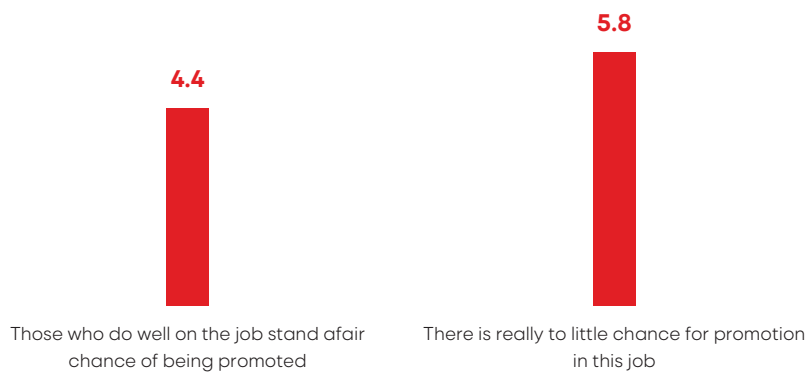 4.4
5.8
Those who do well on the job stand afair
chance of being promoted
There is really to little chance for promotion
in this job